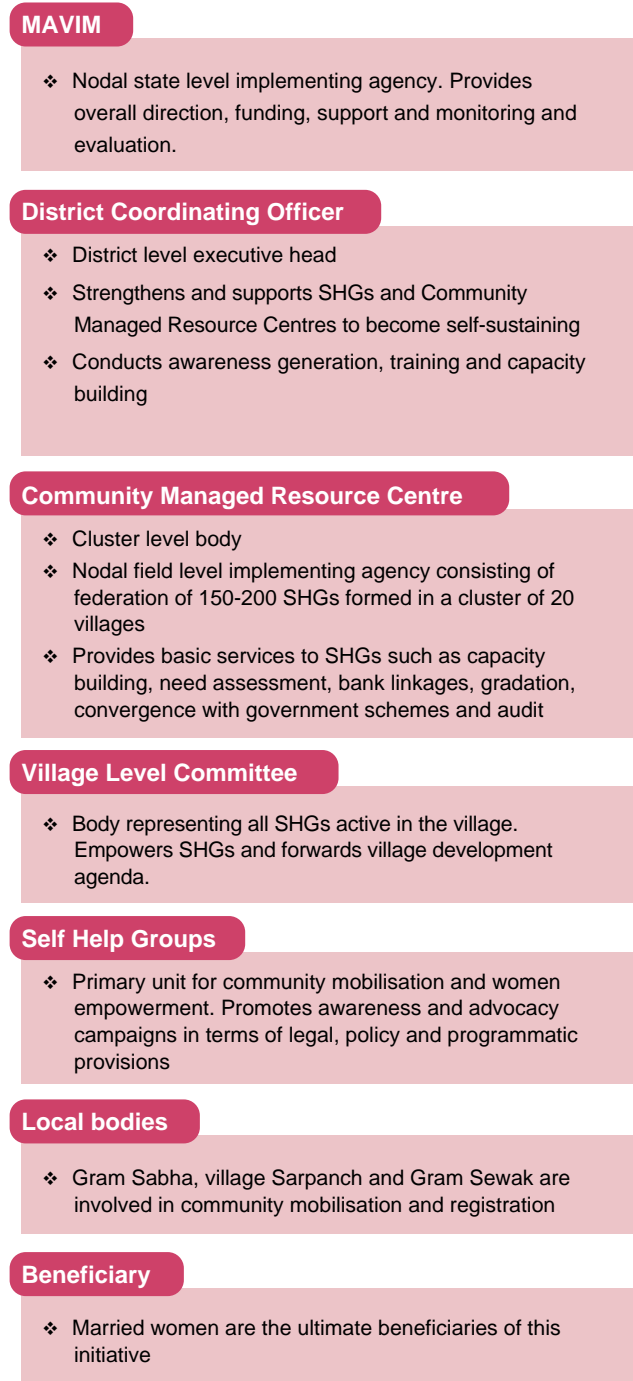 MAVIM
❖ Nodal state level implementing agency. Provides
overall direction, funding, support and monitoring and
evaluation.
District Coordinating Officer
❖ District level executive head
❖ Strengthens and supports SHGs and Community
Managed Resource Centres to become self-sustaining
❖ Conducts awareness generation, training and capacity
building
Community Managed Resource Centre
❖ Cluster level body
❖ Nodal field level implementing agency consisting of
federation of 150-200 SHGs formed in a cluster of 20
villages
❖ Provides basic services to SHGs such as capacity
building, need assessment, bank linkages, gradation,
convergence with government schemes and audit
Village Level Committee
❖ Body representing all SHGs active in the village.
Empowers SHGs and forwards village development
agenda.
Self Help Groups
❖ Primary unit for community mobilisation and women
empowerment. Promotes awareness and advocacy
campaigns in terms of legal, policy and programmatic
provisions
Local bodies
❖ Gram Sabha, village Sarpanch and Gram Sewak are
involved in community mobilisation and registration
Beneficiary
❖ Married women are the ultimate beneficiaries of this
initiative